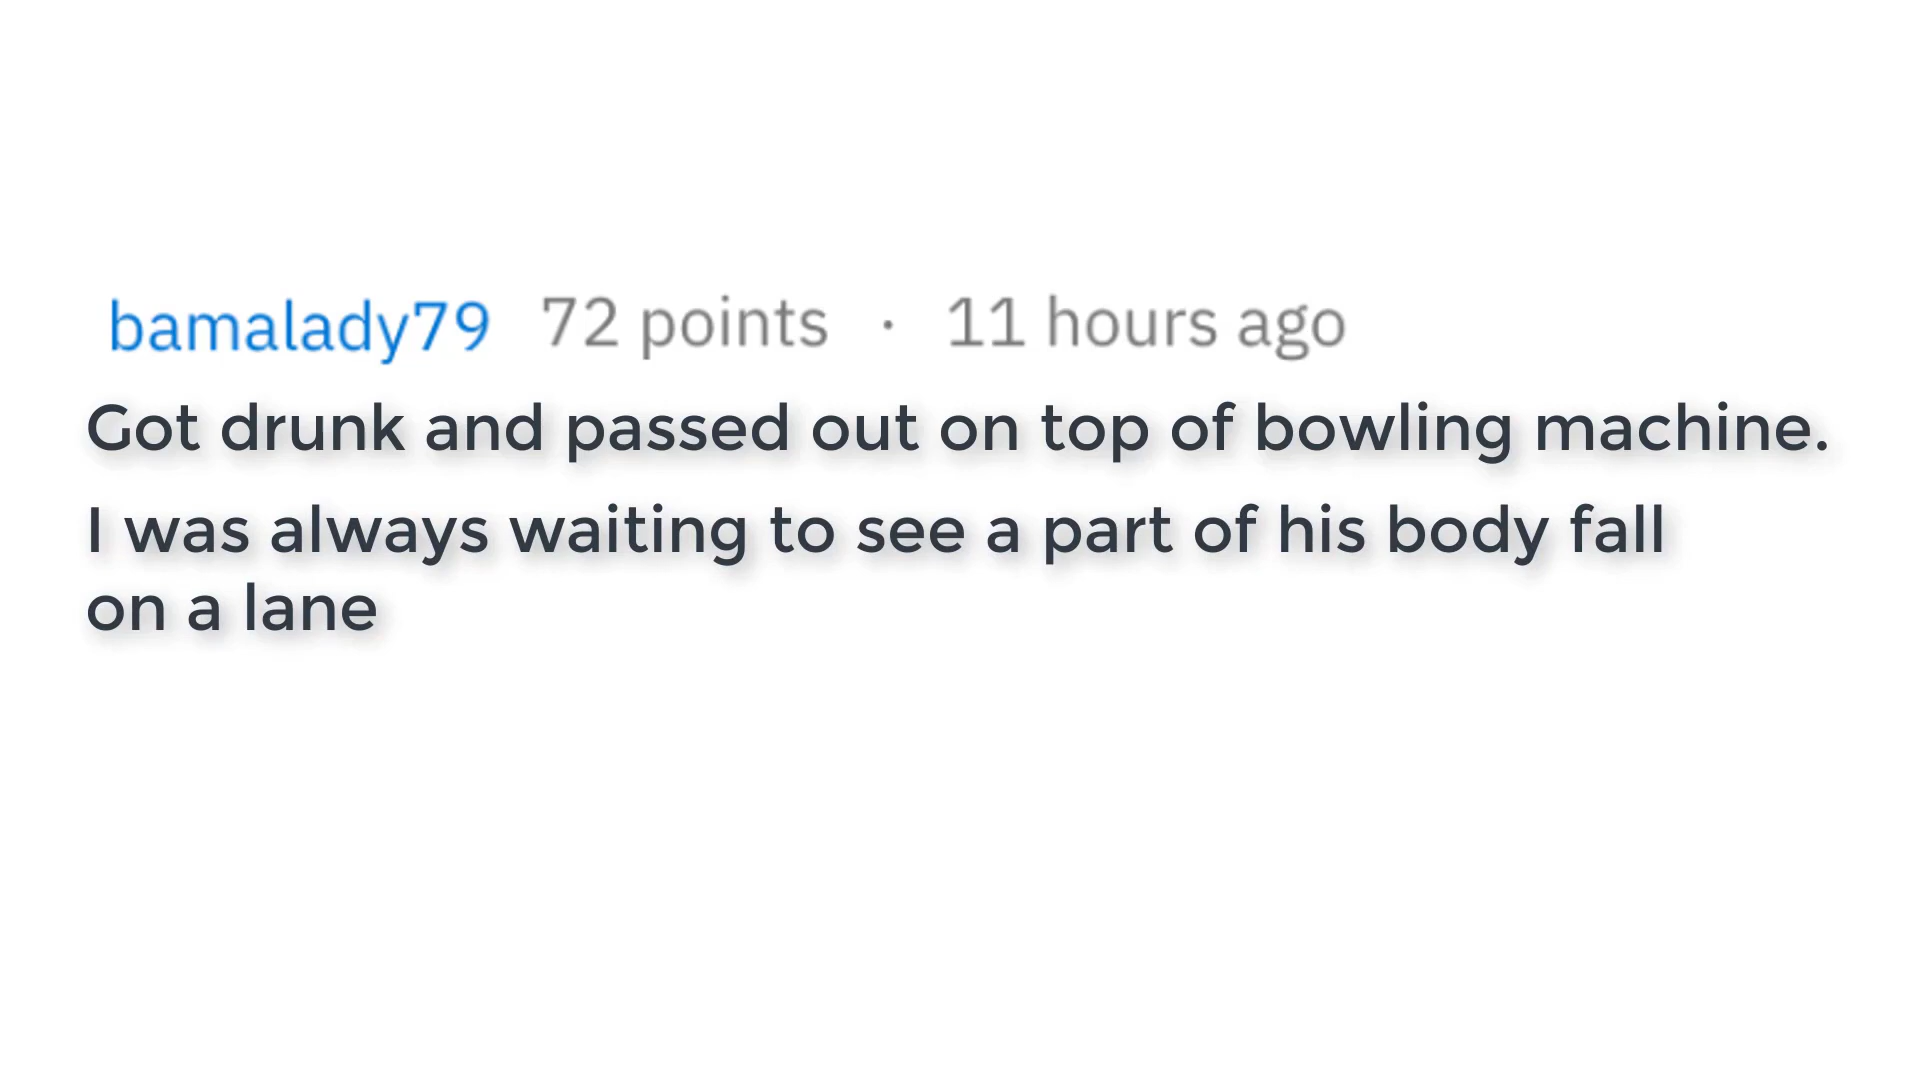 bamalady79 72 points · 11 hours ago
Got drunk and passed out on top of bowling machine.
I was always waiting to see a part of his body fall
on a lane